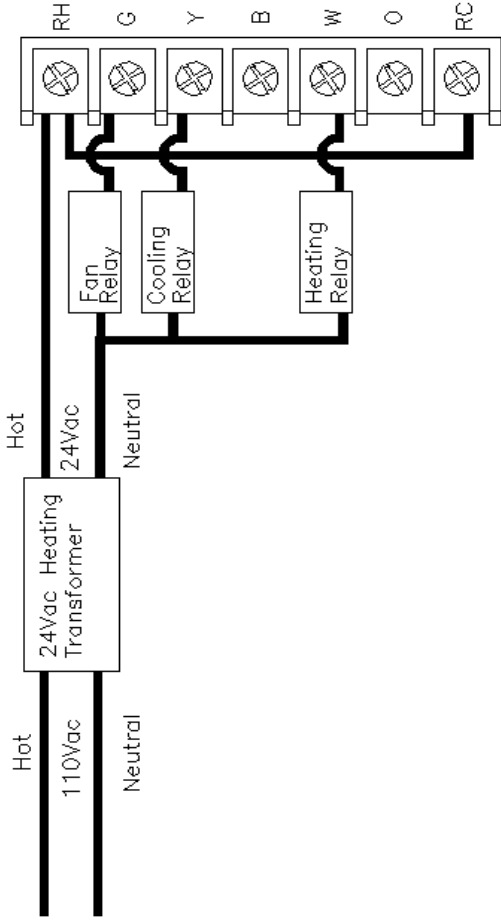 RH
G
Y
B
W
O
RC
Fan
Relay
Cooling
Relay
Heating
Relay
Hot
24Vac
Neutral
24Vac Heating
Transformer
Hot
110Vac
Neutral